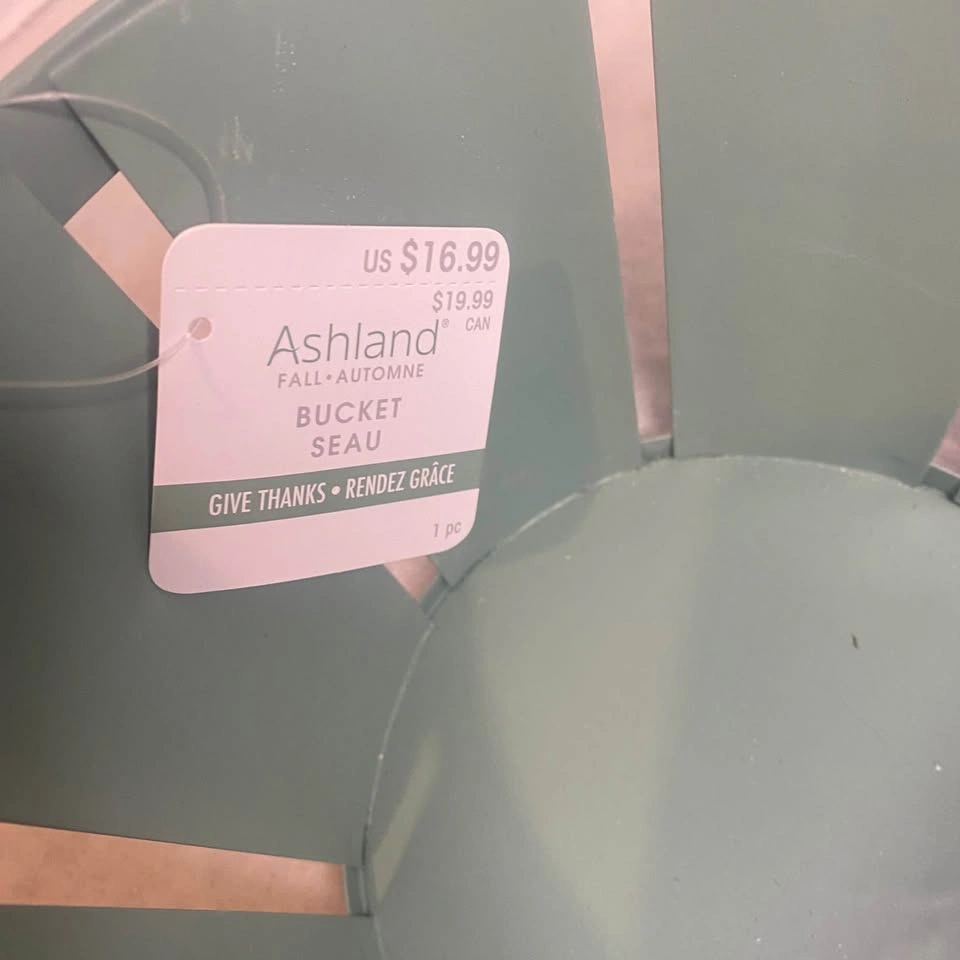 US $16.99
$19.99
CAN
Ashland®
FALL • AUTOMNE
BUCKET
SEAU
GIVE THANKS • RENDEZ GRÂCE
1 pc